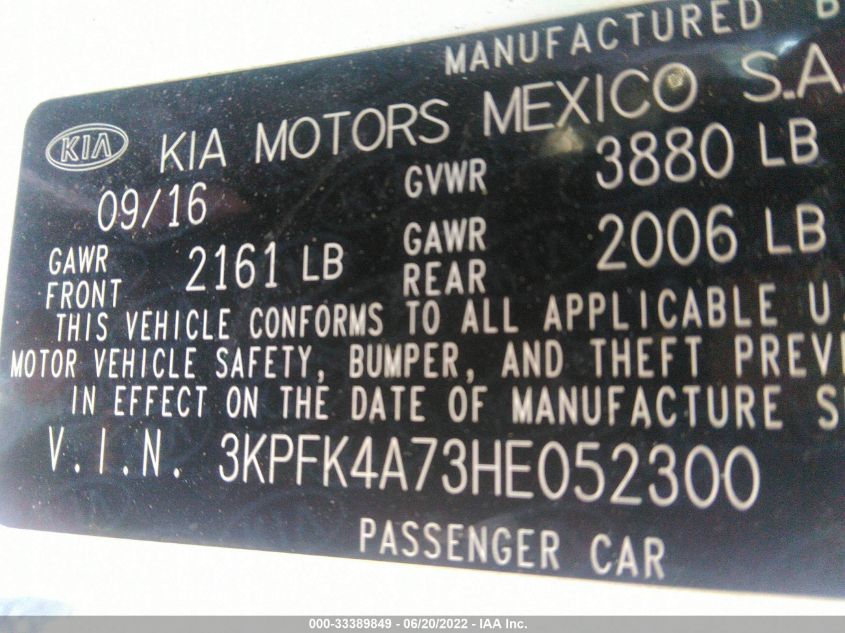 MANUFACTURED B
KIA KIA MOTORS MEXICO S.A.
09/16 GVWR 3880 LB
GAWR FRONT 2161 LB GAWR REAR 2006 LB
THIS VEHICLE CONFORMS TO ALL APPLICABLE U.
MOTOR VEHICLE SAFETY, BUMPER, AND THEFT PREV
IN EFFECT ON THE DATE OF MANUFACTURE S
V.I.N. 3KPFK4A73HE052300
PASSENGER CAR
000-33389849 - 06/20/2022 - IAA Inc.